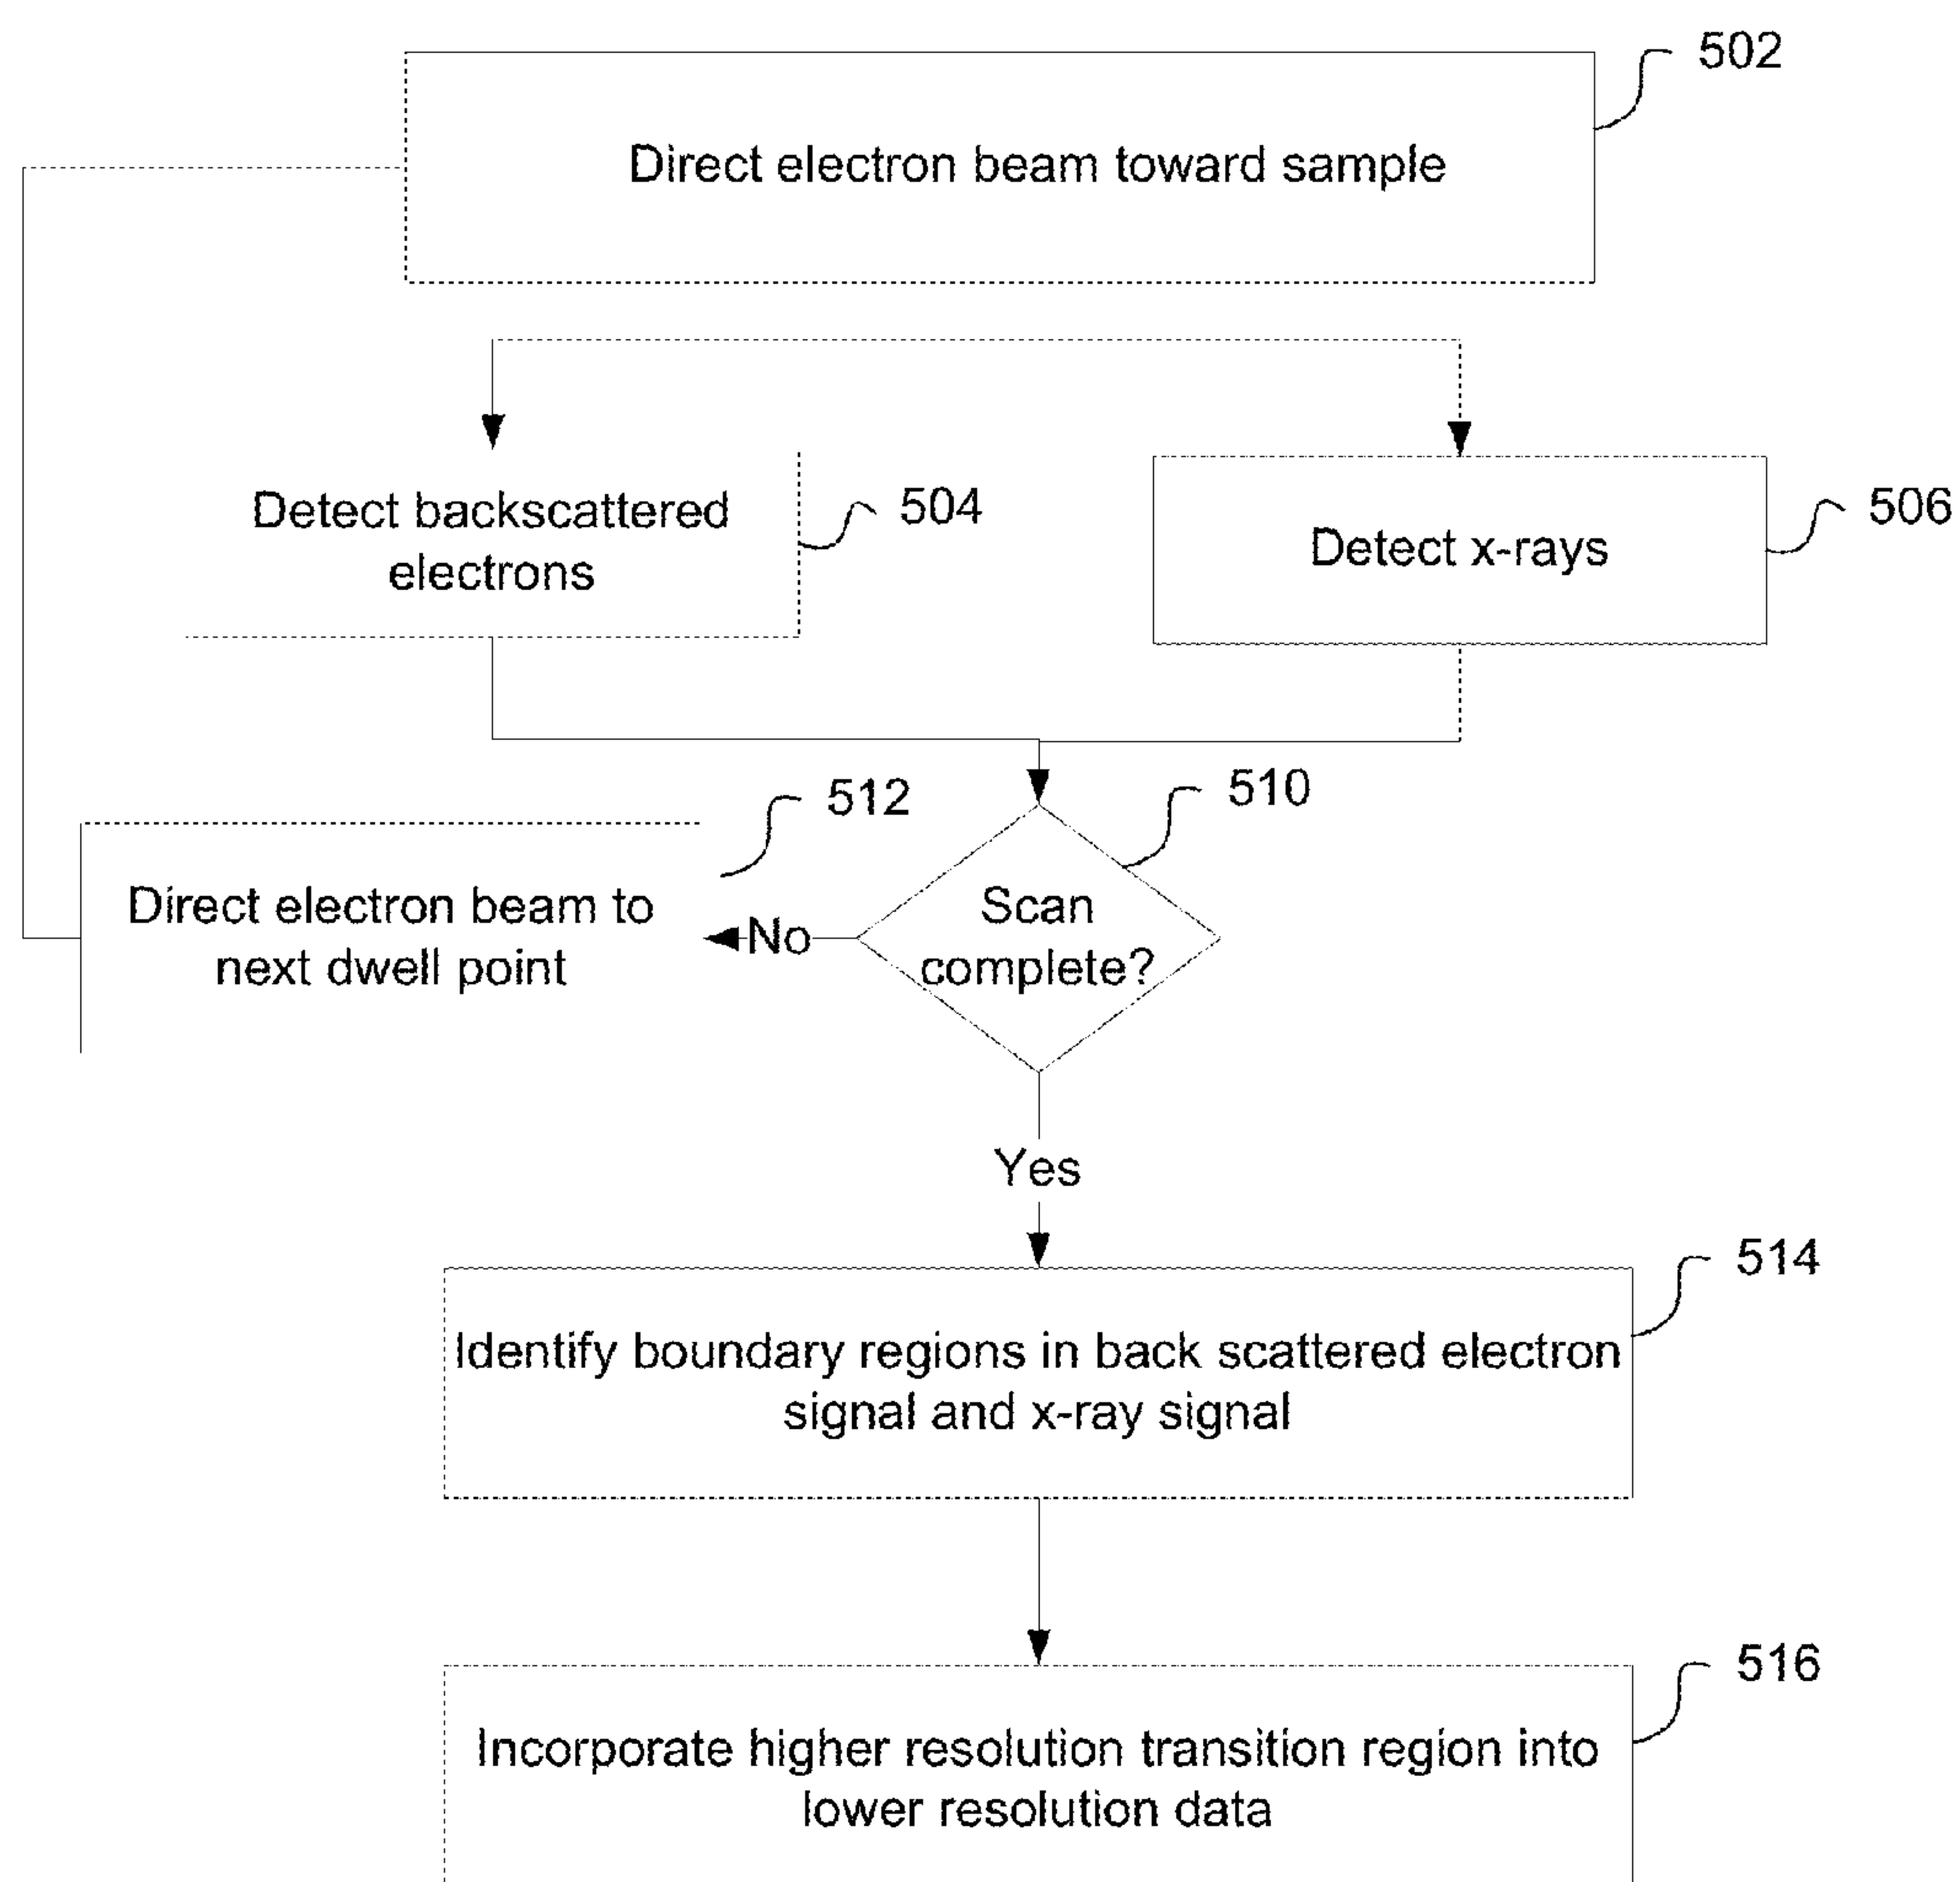 502
Direct electron beam toward sample
Detect backscattered
electrons
504
Detect x-rays
506
512
510
Direct electron beam to
next dwell point
No
Scan
complete?
Yes
514
Identify boundary regions in back scattered electron
signal and x-ray signal
516
Incorporate higher resolution transition region into
lower resolution data